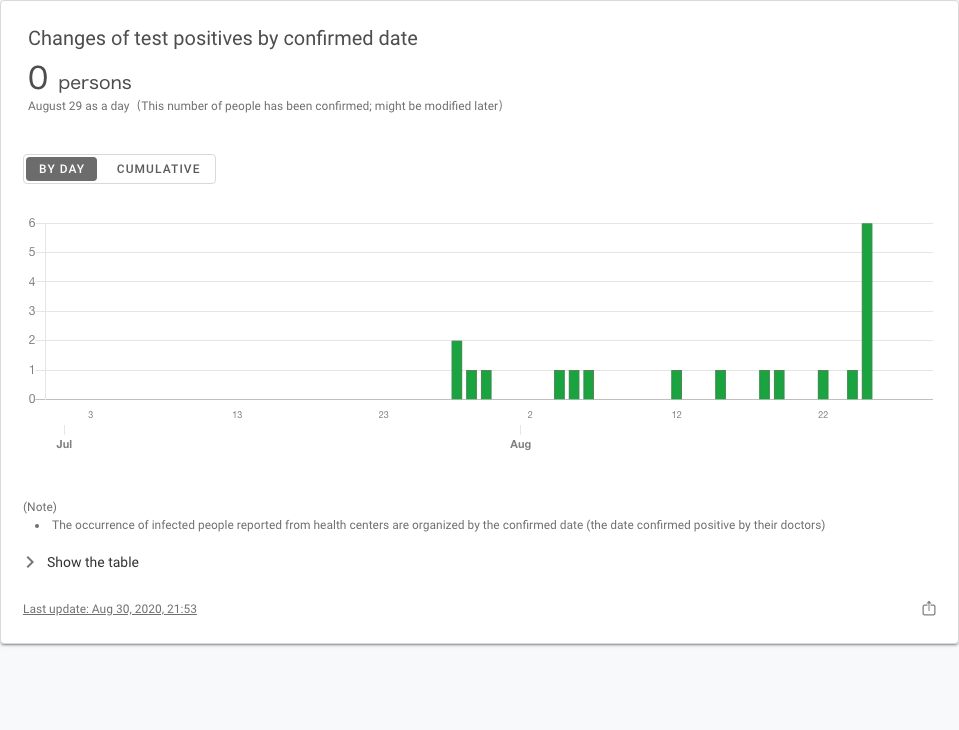 Changes of test positives by confirmed date
0 persons
August 29 as a day（This number of people has been confirmed; might be modified later）
BY DAY CUMULATIVE
6
5
4
3
2
1
0
3 13 23 2 12 22
Jul Aug
(Note)
• The occurrence of infected people reported from health centers are organized by the confirmed date (the date confirmed positive by their doctors)
Show the table
Last update: Aug 30, 2020, 21:53